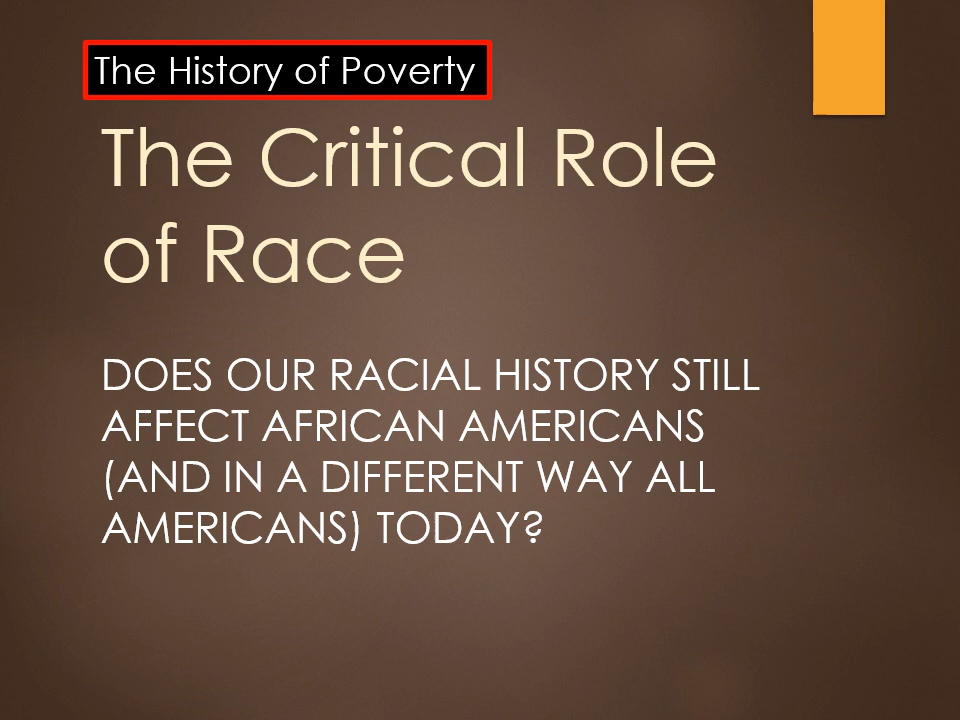 The History of Poverty
The Critical Role
of Race
DOES OUR RACIAL HISTORY STILL
AFFECT AFRICAN AMERICANS
(AND IN A DIFFERENT WAY ALL
AMERICANS) TODAY?